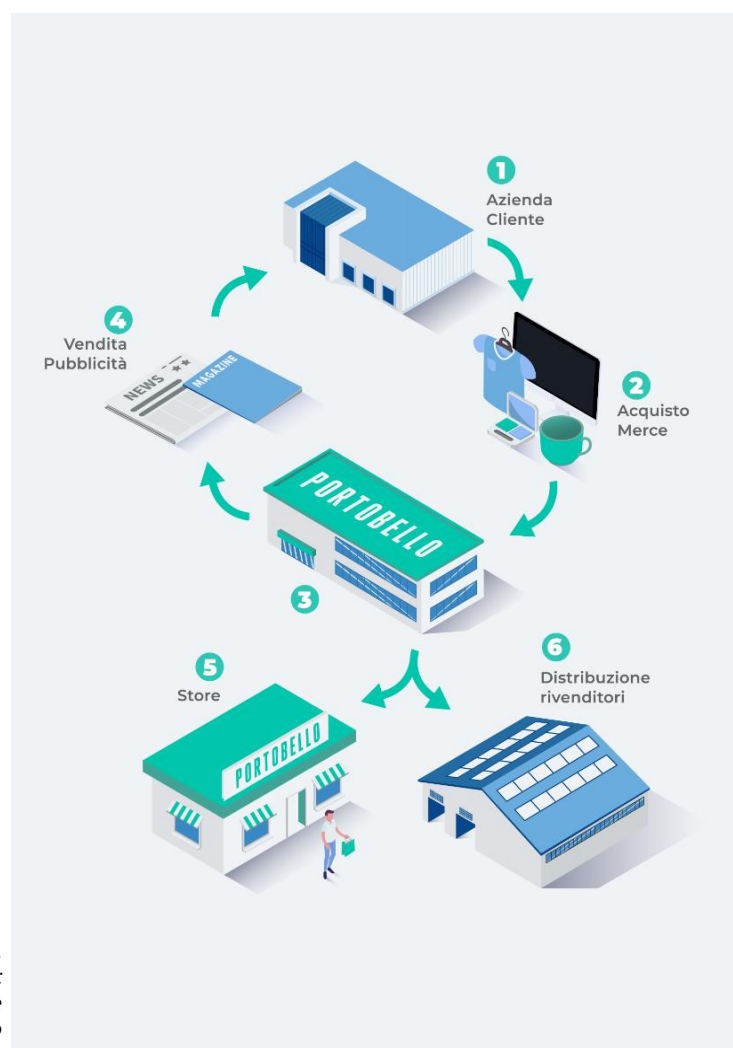 1
Azienda
Cliente
4
Vendita
Pubblicità
NEWS
MAGAZINE
2
Acquisto
Merce
PORTOBELLO
3
5
Store
6
Distribuzione
rivenditori
PORTOBELLO